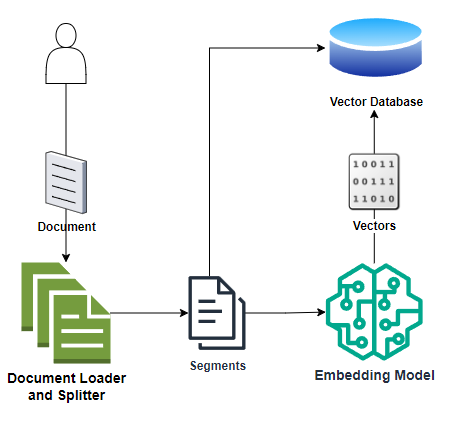 Vector Database
10011
00111
11010
Document
Vectors
Segments
Document Loader
and Splitter
Embedding Model